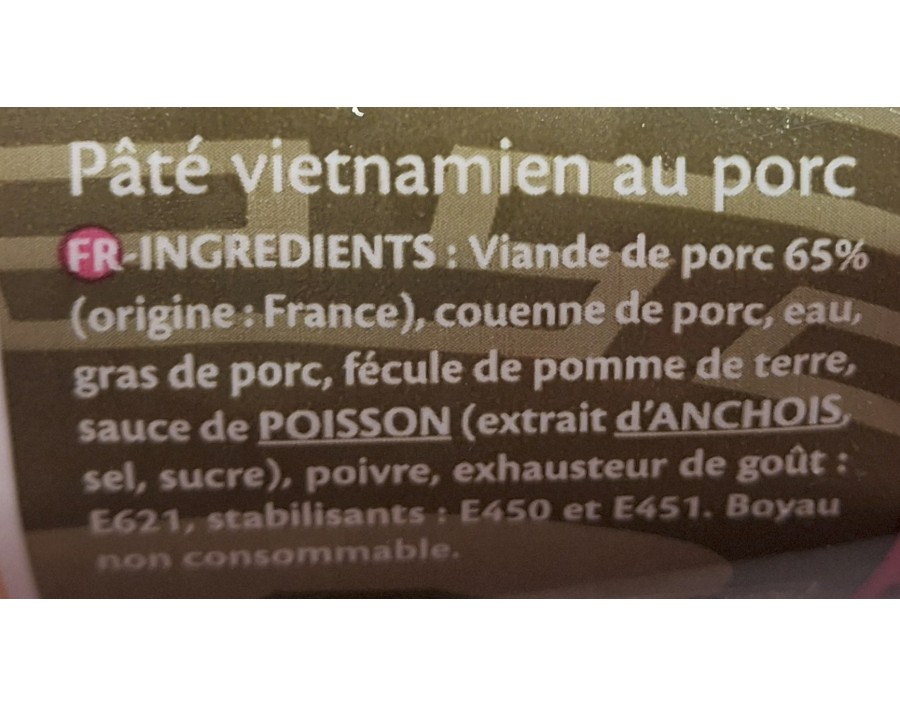 Pâté vietnamien au porc
FR-INGREDIENTS : Viande de porc 65%
(origine : France), couenne de porc, eau,
gras de porc, fécule de pomme de terre,
sauce de POISSON (extrait d'ANCHOIS,
sel, sucre), poivre, exhausteur de goût :
E621, stabilisants : E450 et E451. Boyau
non consommable.